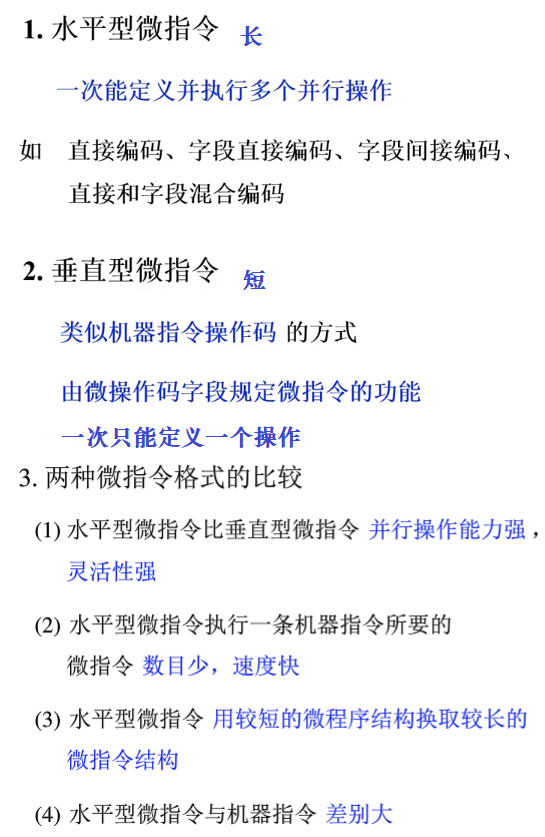 1. 水平型微指令 长
一次能定义并执行多个并行操作
如 直接编码、字段直接编码、字段间接编码、
直接和字段混合编码
2. 垂直型微指令 短
类似机器指令操作码 的方式
由微操作码字段规定微指令的功能
一次只能定义一个操作
3. 两种微指令格式的比较
(1) 水平型微指令比垂直型微指令 并行操作能力强，
灵活性强
(2) 水平型微指令执行一条机器指令所要的
微指令 数目少，速度快
(3) 水平型微指令 用较短的微程序结构换取较长的
微指令结构
(4) 水平型微指令与机器指令 差别大